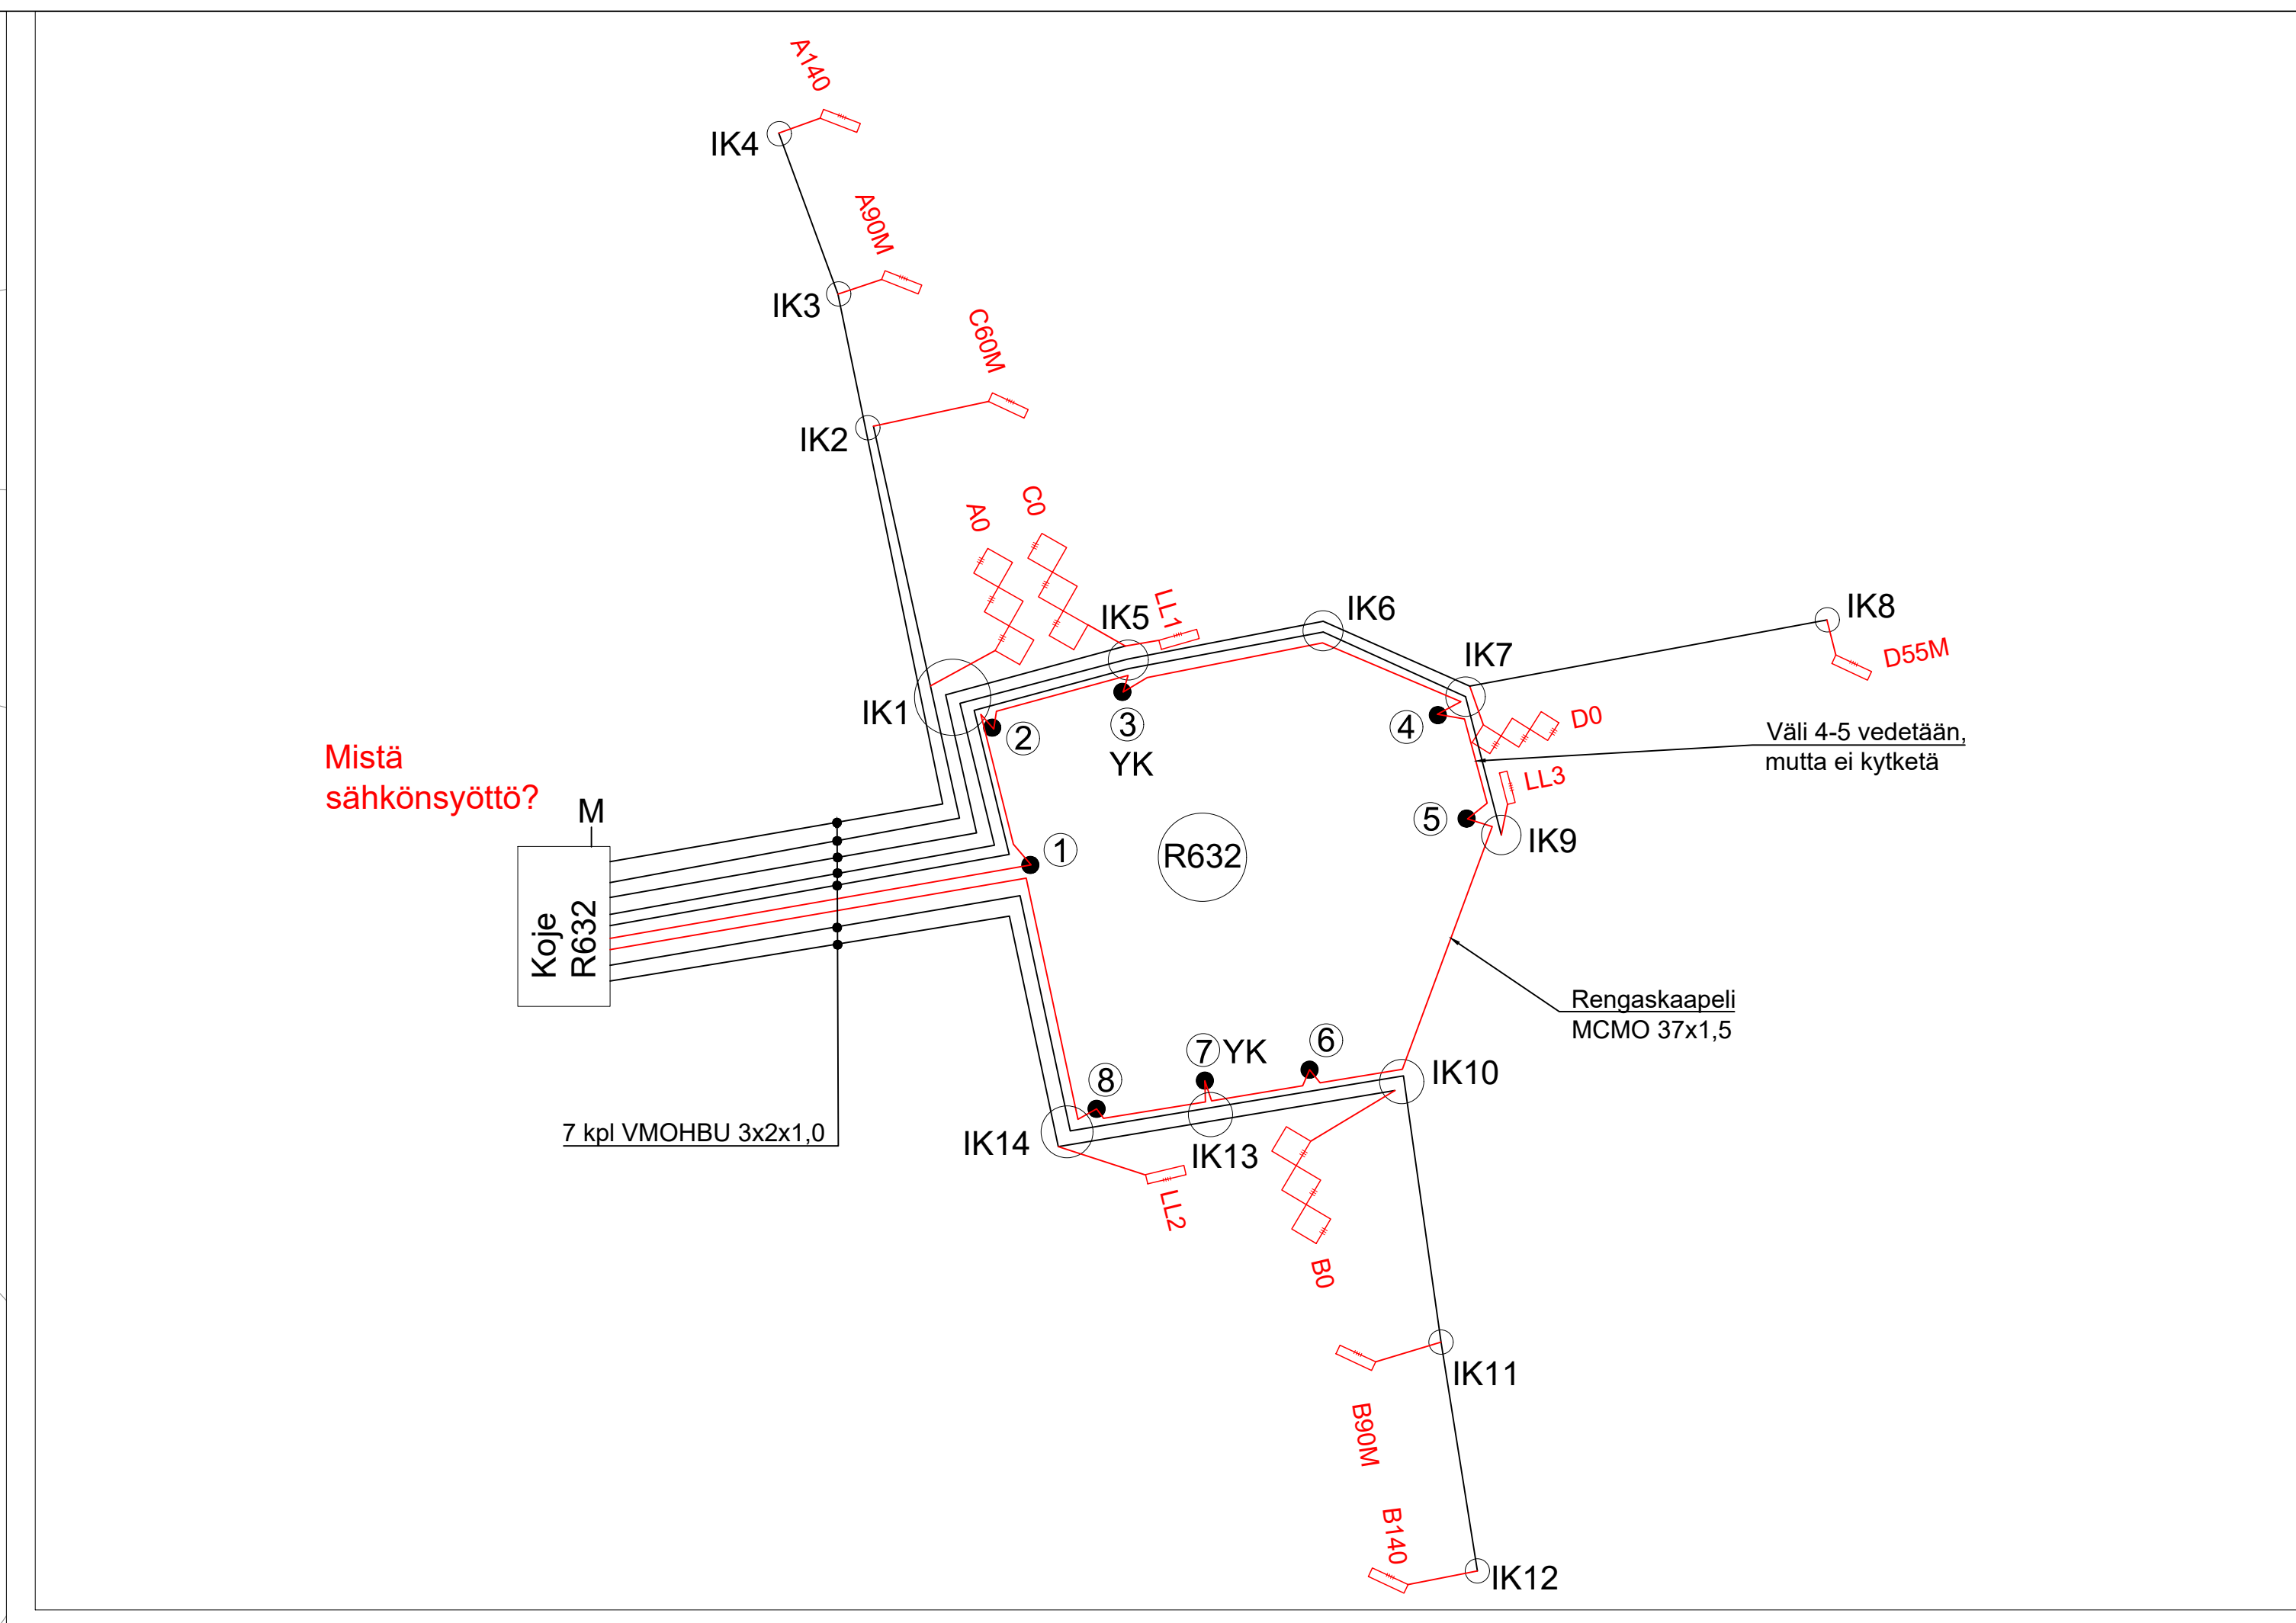 A140
IK4
A90M
IK3
C60M
IK2
C0
A0
LL1
IK5
IK6
IK8
IK7
D55M
IK1
D0
2
3
4
YK
Väli 4-5 vedetään,
mutta ei kytketä
Mistä
sähkönsyöttö?
M
LL3
5
IK9
1
R632
Koje
R632
Rengaskaapeli
MCMO 37x1,5
6
7 YK
8
IK10
7 kpl VMOHBU 3x2x1,0
IK14
IK13
LL2
B0
IK11
B90M
B140
IK12